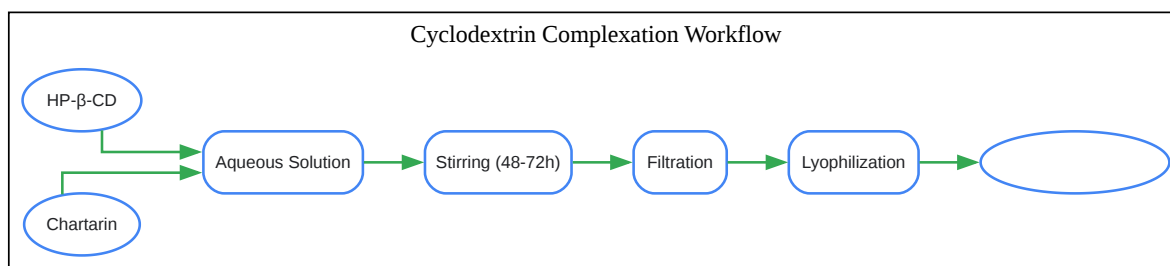 Cyclodextrin Complexation Workflow
HP-β-CD
Chartarin
Aqueous Solution
Stirring (48-72h)
Filtration
Lyophilization